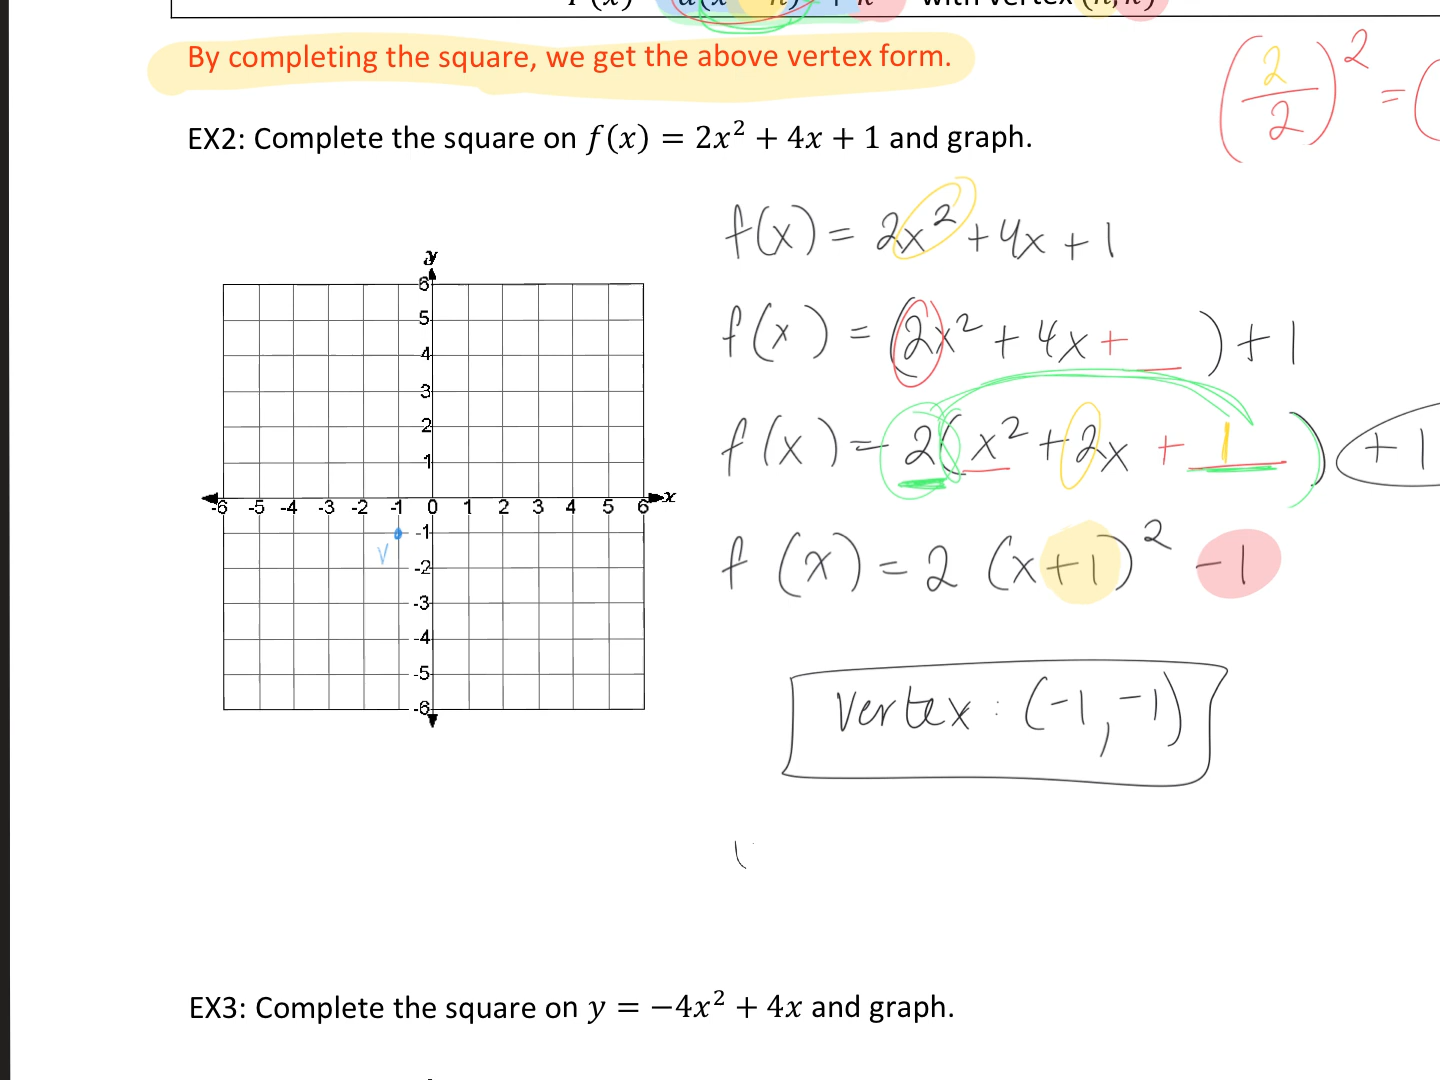 with vertex (h, k)
By completing the square, we get the above vertex form.
(2/2)² = (
EX2: Complete the square on f(x) = 2x² + 4x + 1 and graph.
f(x) = 2x² + 4x + 1
f(x) = (2x² + 4x + __ ) + 1
f(x) = 2(x² + 2x + 1 ) + 1
f(x) = 2 (x+1)² -1
Vertex : (-1, -1)
y
6
5
4
3
2
1
-6 -5 -4 -3 -2 -1 0 1 2 3 4 5 6 x
-1
V
-2
-3
-4
-5
-6
(
EX3: Complete the square on y = −4x² + 4x and graph.